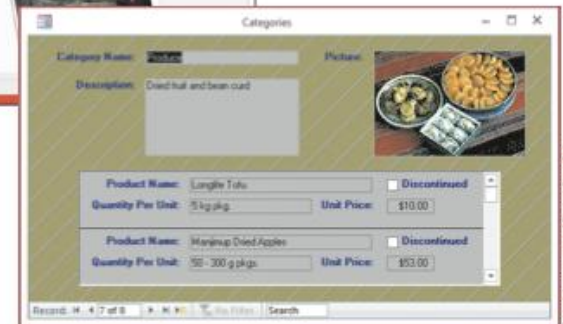 Categories
Category Name: Produce Picture:
Description: Dried fruit and bean curd
Product Name: Longlife Tofu Discontinued
Quantity Per Unit: 5 kg pkg. Unit Price: $10.00
Product Name: Manjimup Dried Apples Discontinued
Quantity Per Unit: 50 - 300 g pkgs. Unit Price: $53.00
Record: 7 of 8 No Filter Search